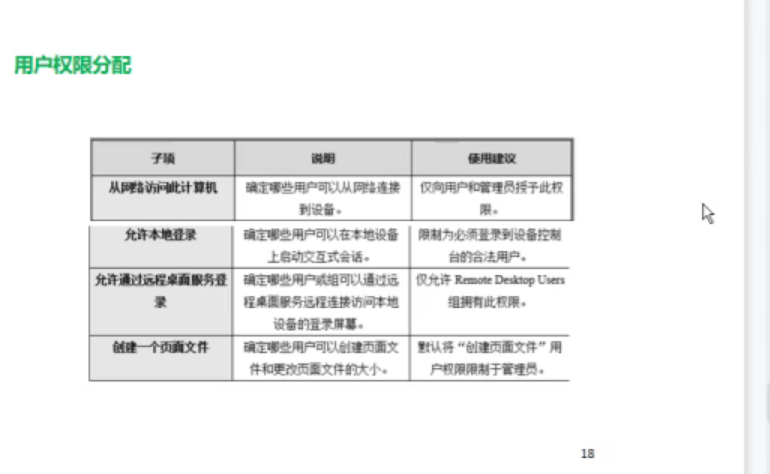 用户权限分配
子项 说明 使用建议
从网络访问此计算机 确定哪些用户可以从网络连接 仅向用户和管理员授予此权
到设备。 限。
允许本地登录 确定哪些用户可以在本地设备 限制为必须登录到设备控制
上启动交互式会话。 台的合法用户。
允许通过远程桌面服务登 确定哪些用户或组可以通过远 仅允许 Remote Desktop Users
录 程桌面服务远程连接访问本地 组拥有此权限。
设备的登录屏幕。
创建一个页面文件 确定哪些用户可以创建页面文 默认将“创建页面文件”用
件和更改页面文件的大小。 户权限限制于管理员。
18